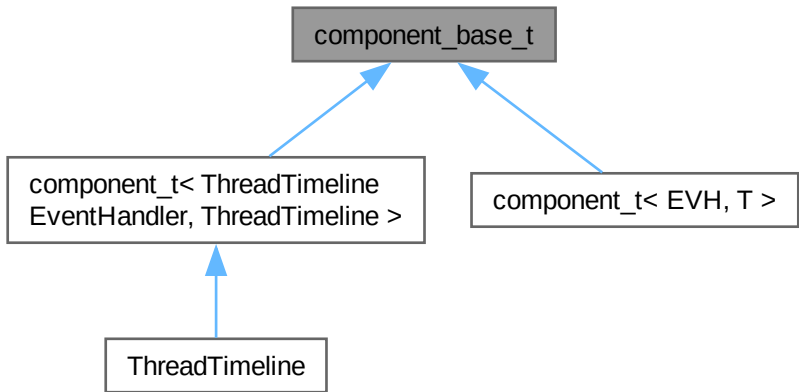 component_base_t
component_t< ThreadTimeline
EventHandler, ThreadTimeline >
component_t< EVH, T >
ThreadTimeline